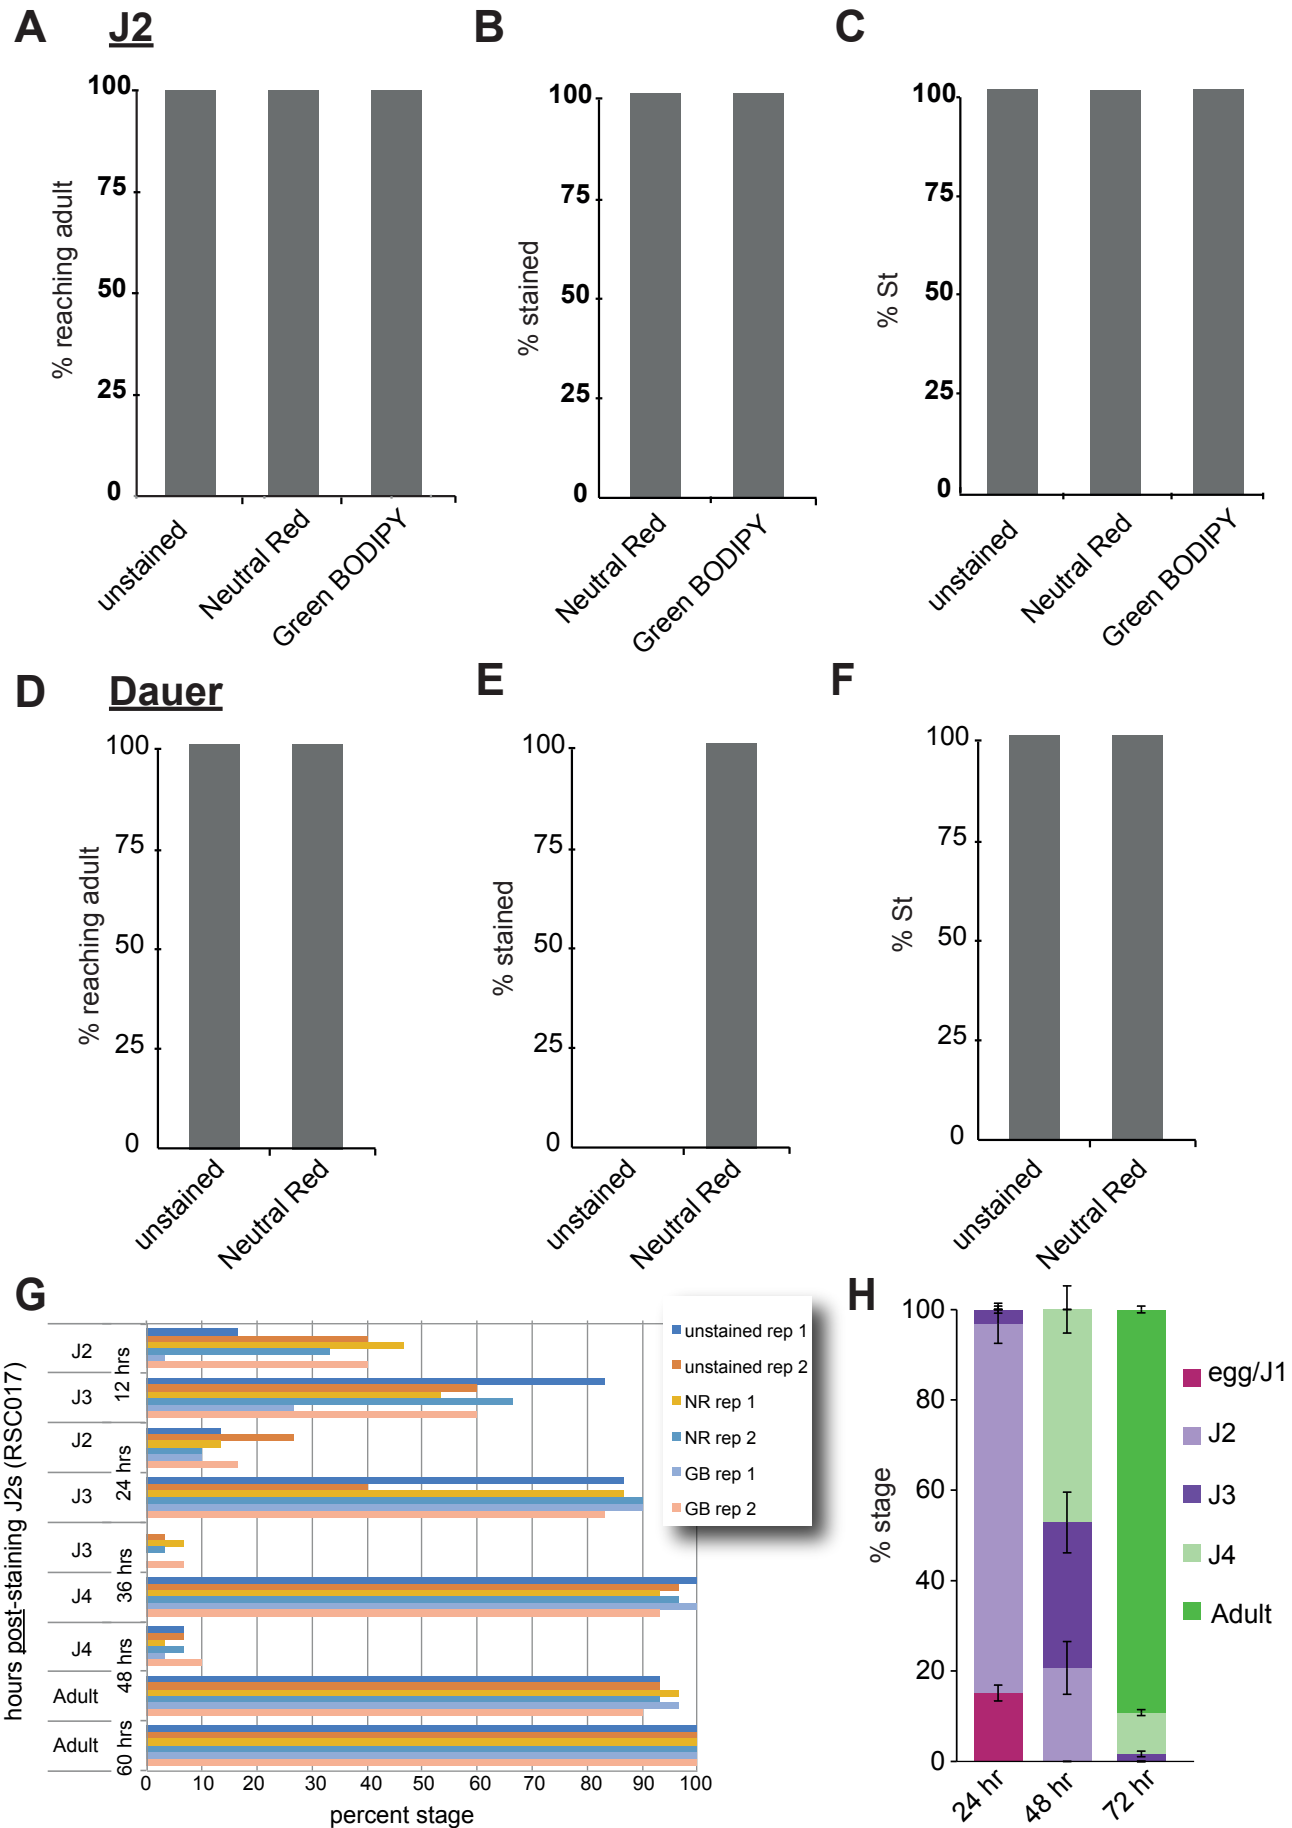 A J2
B
C
% reaching adult
100
75
50
25
0
unstained
Neutral Red
Green BODIPY
% stained
100
75
50
25
0
Neutral Red
Green BODIPY
% St
100
75
50
25
0
unstained
Neutral Red
Green BODIPY
D Dauer
E
F
% reaching adult
100
75
50
25
0
unstained
Neutral Red
% stained
100
75
50
25
0
unstained
Neutral Red
% St
100
75
50
25
0
unstained
Neutral Red
G
hours post-staining J2s (RSC017)
J2
J3
12 hrs
J2
J3
24 hrs
J3
J4
36 hrs
J4
Adult
48 hrs
Adult
60 hrs
0 10 20 30 40 50 60 70 80 90 100
percent stage
unstained rep 1
unstained rep 2
NR rep 1
NR rep 2
GB rep 1
GB rep 2
H
% stage
100
80
60
40
20
0
24 hr
48 hr
72 hr
egg/J1
J2
J3
J4
Adult